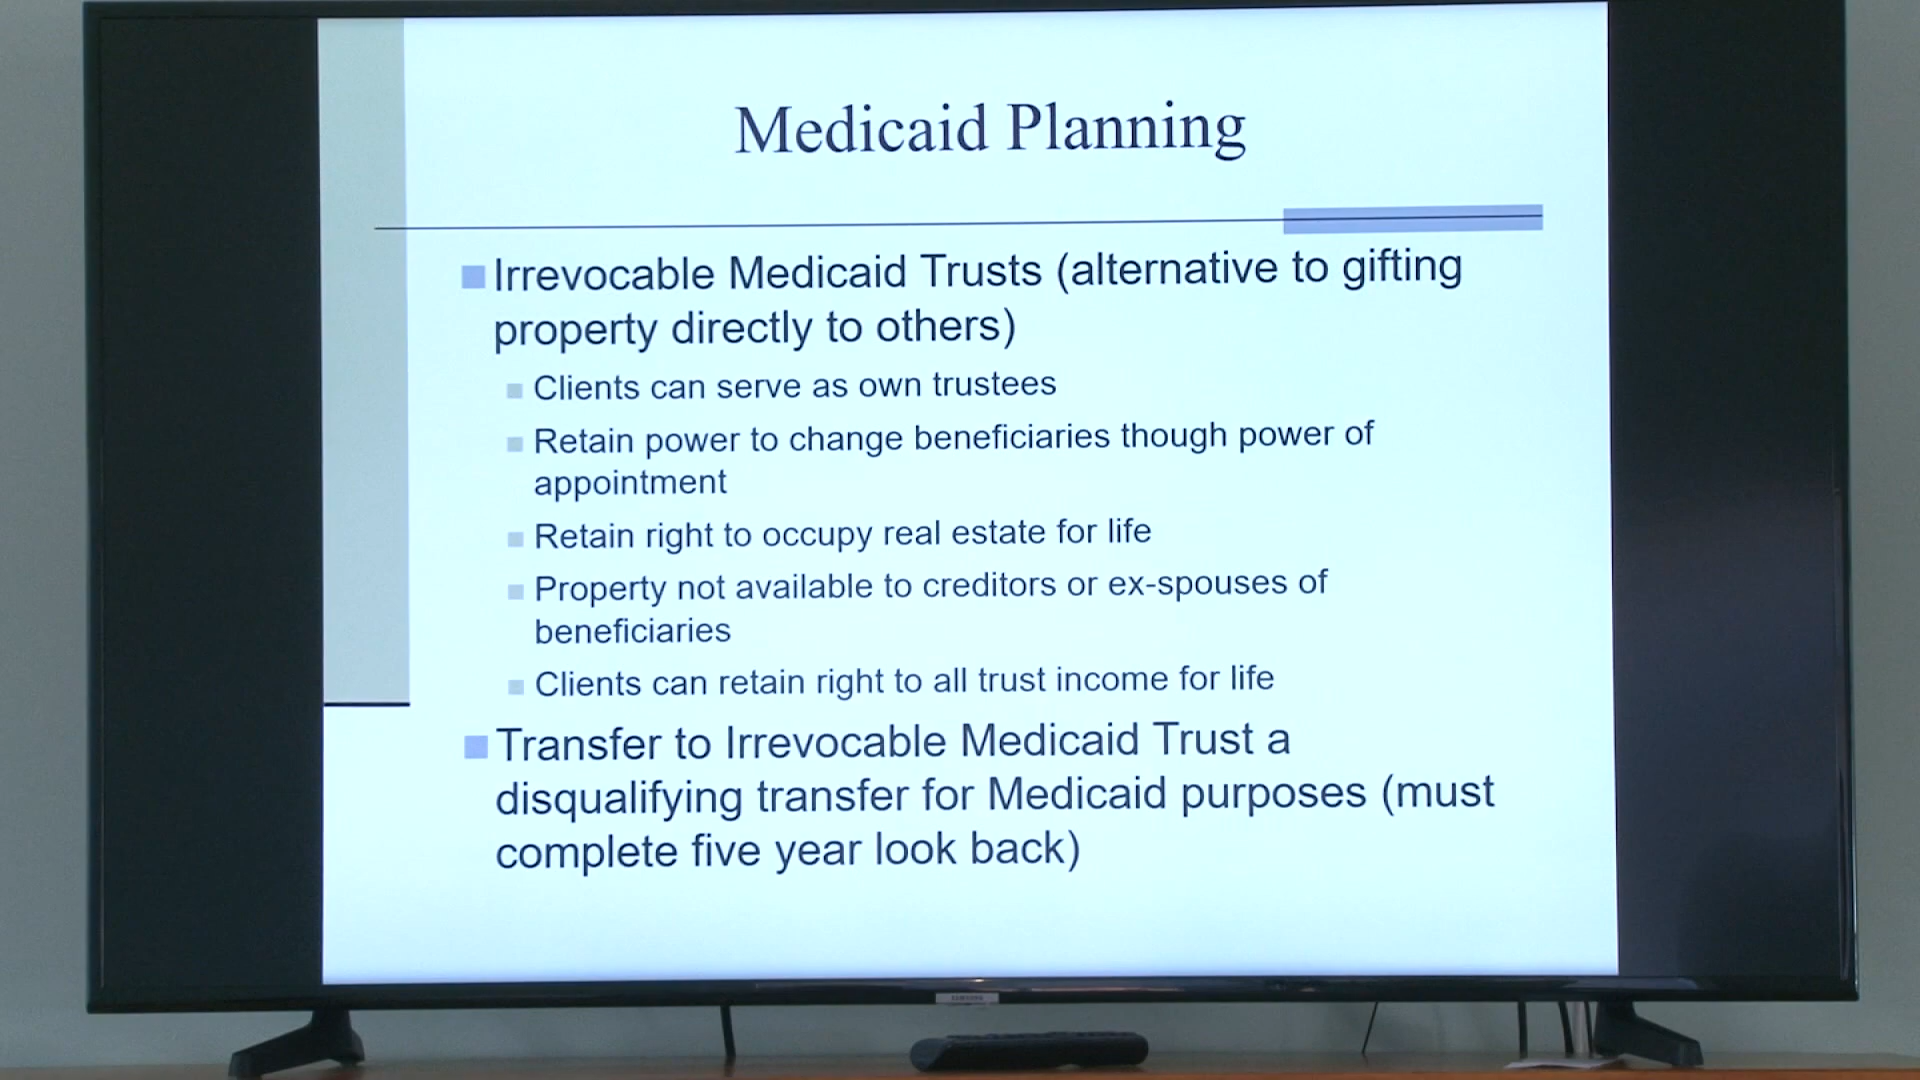 Medicaid Planning
Irrevocable Medicaid Trusts (alternative to gifting
property directly to others)
Clients can serve as own trustees
Retain power to change beneficiaries though power of
appointment
Retain right to occupy real estate for life
Property not available to creditors or ex-spouses of
beneficiaries
Clients can retain right to all trust income for life
Transfer to Irrevocable Medicaid Trust a
disqualifying transfer for Medicaid purposes (must
complete five year look back)
SAMSUNG